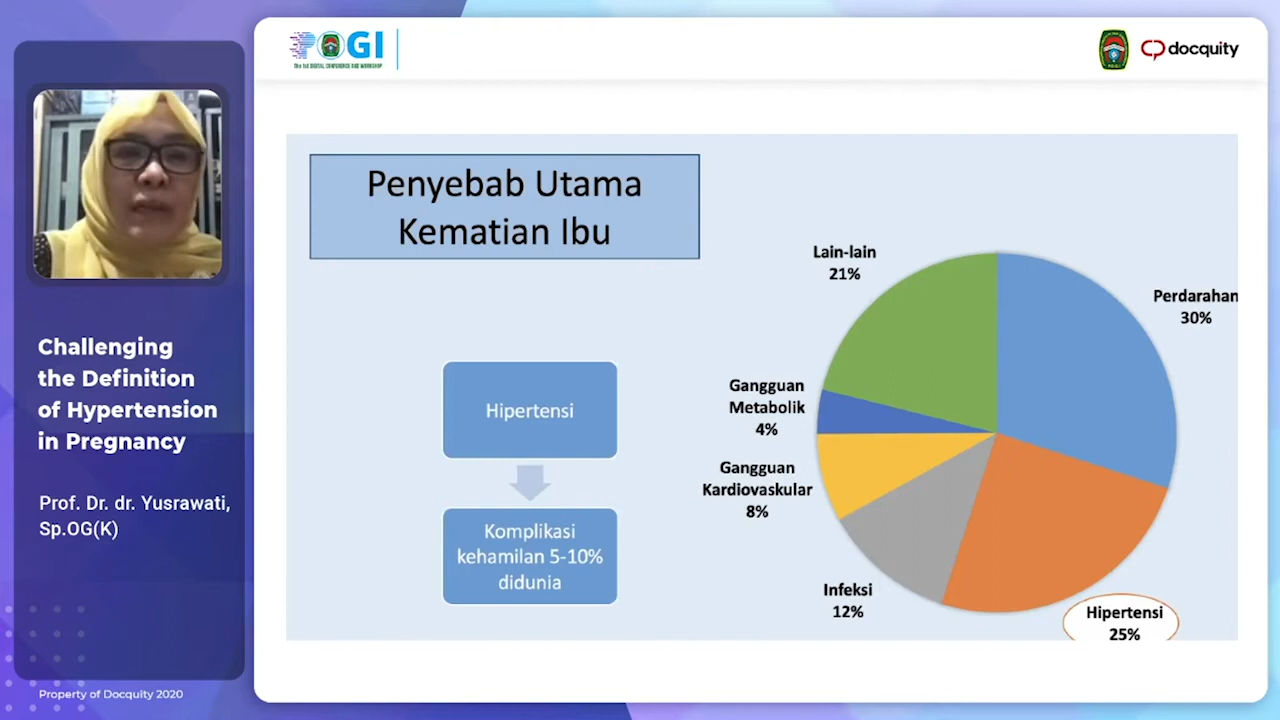 POGI
The 1st DIGITAL CONFERENCE AND WORKSHOP
docquity
Challenging
the Definition
of Hypertension
in Pregnancy
Prof. Dr. dr. Yusrawati,
Sp.OG(K)
Property of Docquity 2020
Penyebab Utama
Kematian Ibu
Hipertensi
Komplikasi
kehamilan 5-10%
didunia
Lain-lain
21%
Perdarahan
30%
Gangguan
Metabolik
4%
Gangguan
Kardiovaskular
8%
Infeksi
12%
Hipertensi
25%